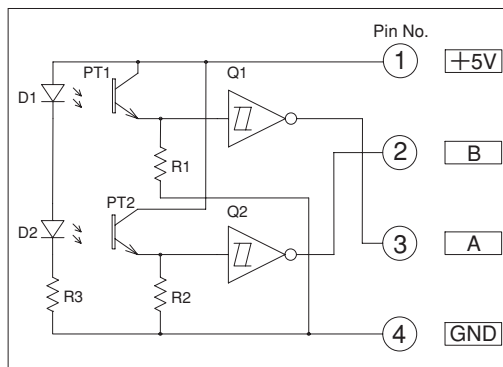 Pin No.
1 +5V
PT1 Q1
D1
R1
2 B
PT2 Q2
D2
3 A
R3 R2
4 GND